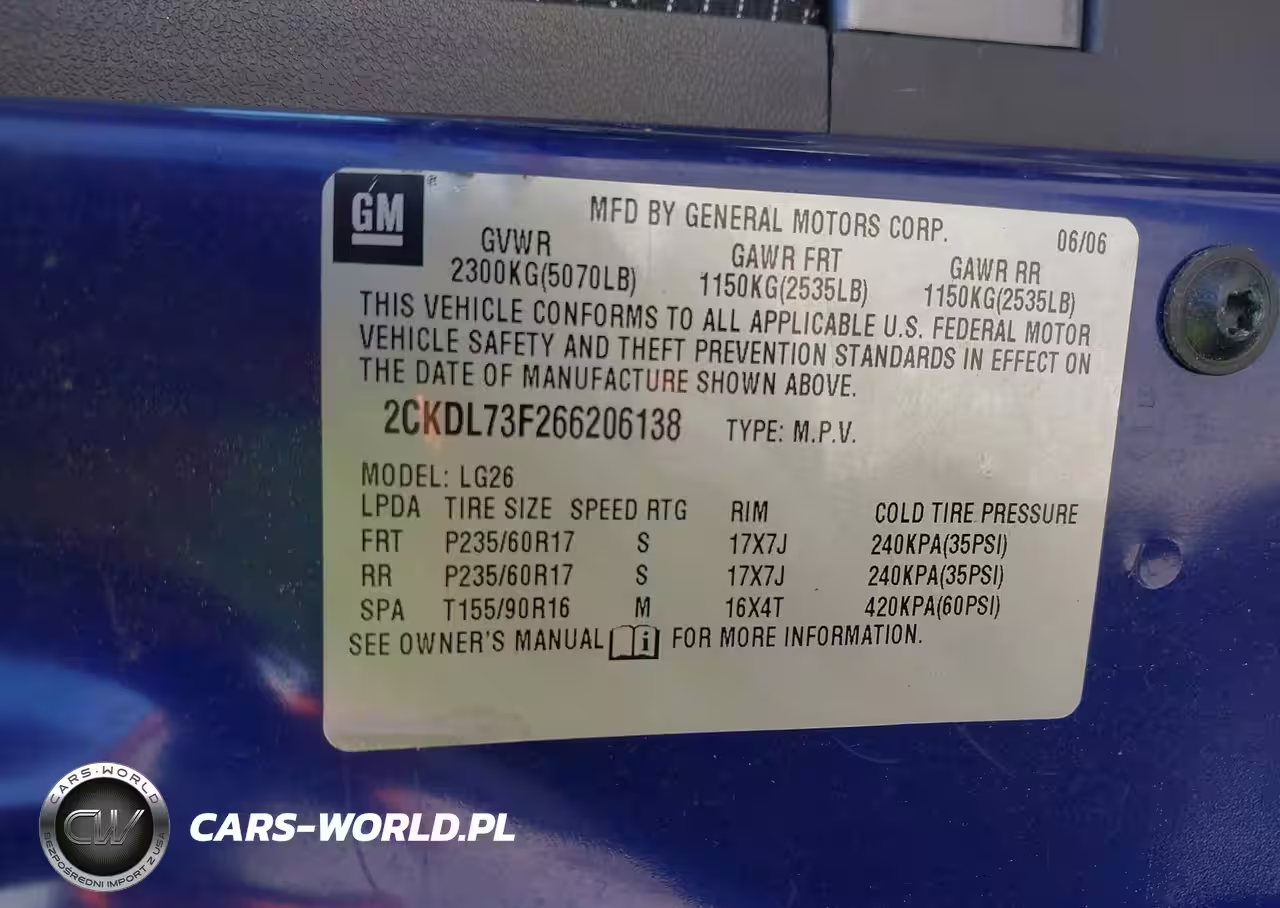 GM ®
MFD BY GENERAL MOTORS CORP. 06/06
GVWR GAWR FRT GAWR RR
2300KG(5070LB) 1150KG(2535LB) 1150KG(2535LB)
THIS VEHICLE CONFORMS TO ALL APPLICABLE U.S. FEDERAL MOTOR
VEHICLE SAFETY AND THEFT PREVENTION STANDARDS IN EFFECT ON
THE DATE OF MANUFACTURE SHOWN ABOVE.
2CKDL73F266206138 TYPE: M.P.V.
MODEL: LG26
LPDA TIRE SIZE SPEED RTG RIM COLD TIRE PRESSURE
FRT P235/60R17 S 17X7J 240KPA(35PSI)
RR P235/60R17 S 17X7J 240KPA(35PSI)
SPA T155/90R16 M 16X4T 420KPA(60PSI)
SEE OWNER'S MANUAL i FOR MORE INFORMATION.
CARS-WORLD
CW
BEZPOŚREDNI IMPORT Z USA
CARS-WORLD.PL